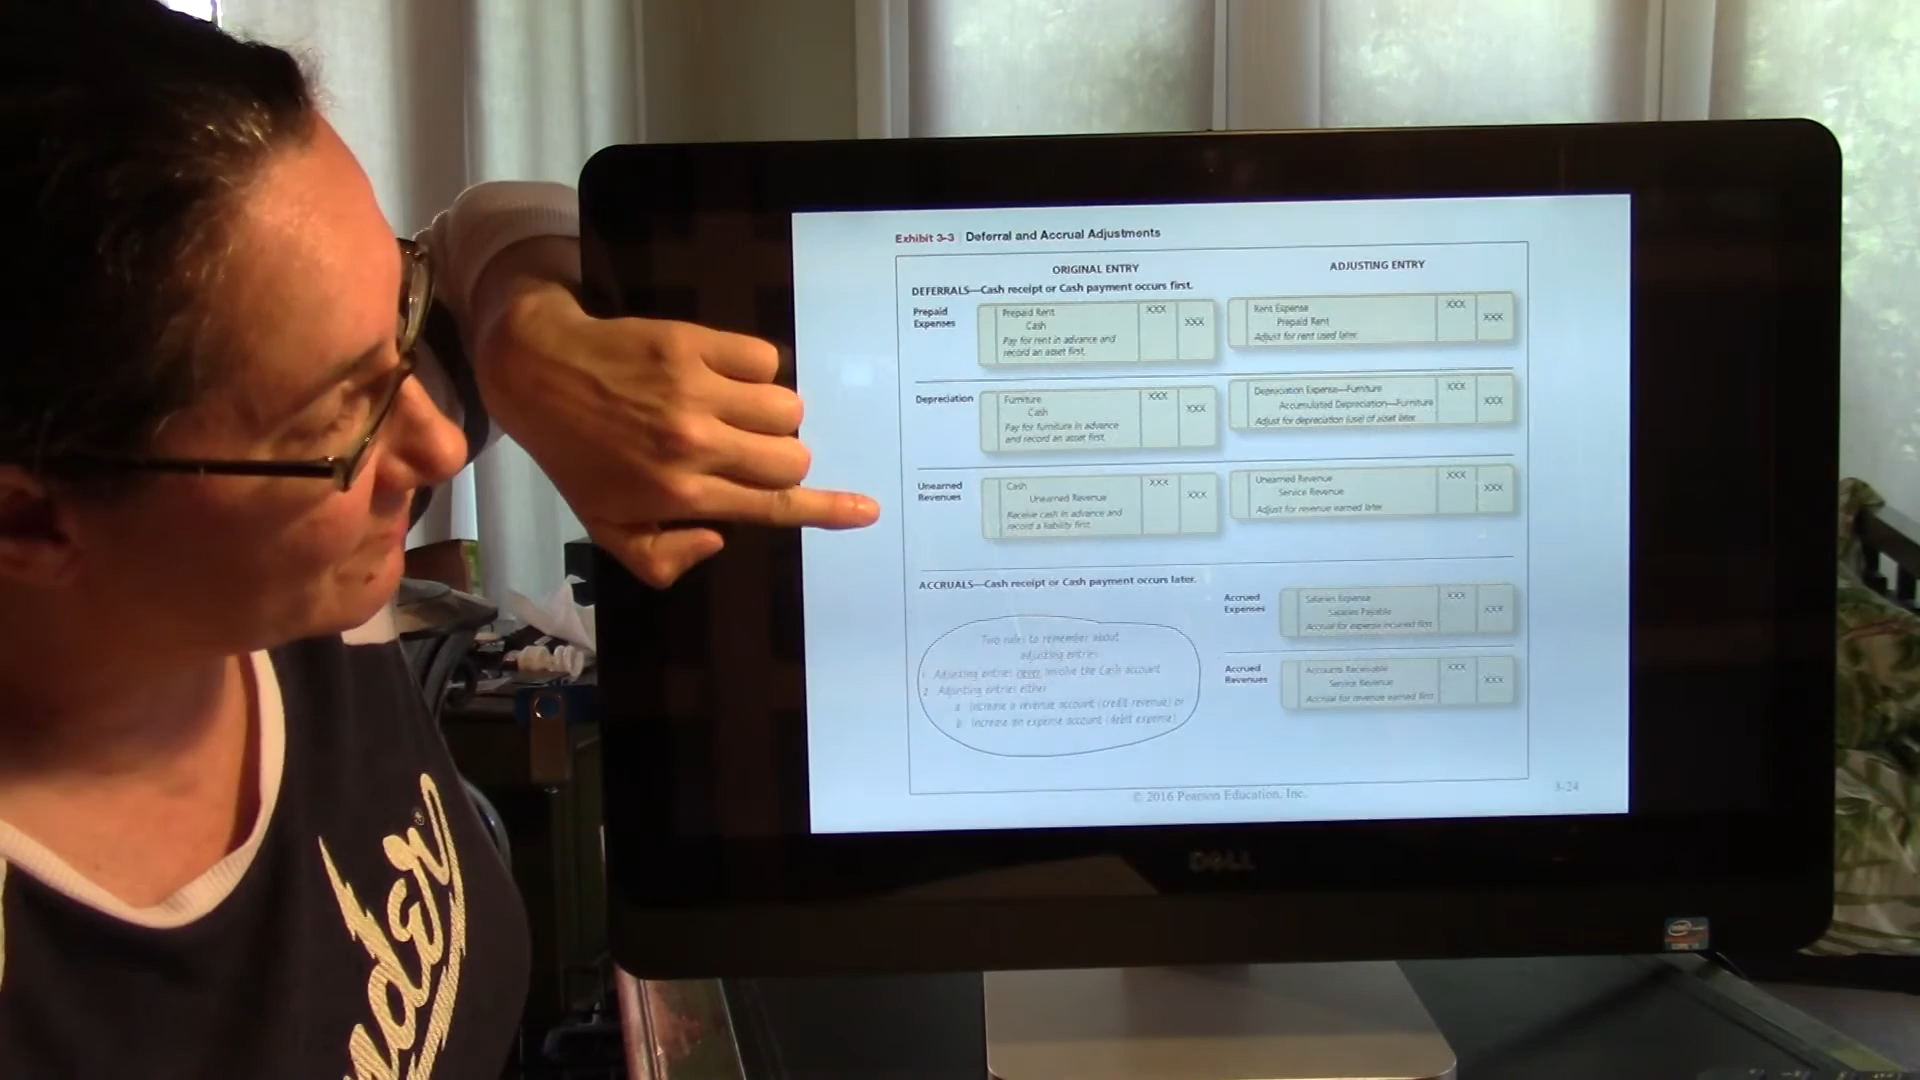 Exhibit 3-3 Deferral and Accrual Adjustments
ORIGINAL ENTRY ADJUSTING ENTRY
DEFERRALS—Cash receipt or Cash payment occurs first.
Prepaid
Expenses
Prepaid Rent XXX
Cash XXX
Pay for rent in advance and
record an asset first.
Rent Expense XXX
Prepaid Rent XXX
Adjust for rent used later.
Depreciation
Furniture XXX
Cash XXX
Pay for furniture in advance
and record an asset first.
Depreciation Expense—Furniture XXX
Accumulated Depreciation—Furniture XXX
Adjust for depreciation (use) of asset later.
Unearned
Revenues
Cash XXX
Unearned Revenue XXX
Receive cash in advance and
record a liability first.
Unearned Revenue XXX
Service Revenue XXX
Adjust for revenue earned later.
ACCRUALS—Cash receipt or Cash payment occurs later.
Two rules to remember about
adjusting entries:
1. Adjusting entries never involve the Cash account.
2. Adjusting entries either
a. Increase a revenue account (credit revenue) or
b. Increase an expense account (debit expense)
Accrued
Expenses
Salaries Expense XXX
Salaries Payable XXX
Accrual for expense incurred first.
Accrued
Revenues
Accounts Receivable XXX
Service Revenue XXX
Accrual for revenue earned first.
© 2016 Pearson Education, Inc.
3-24
DELL
nder